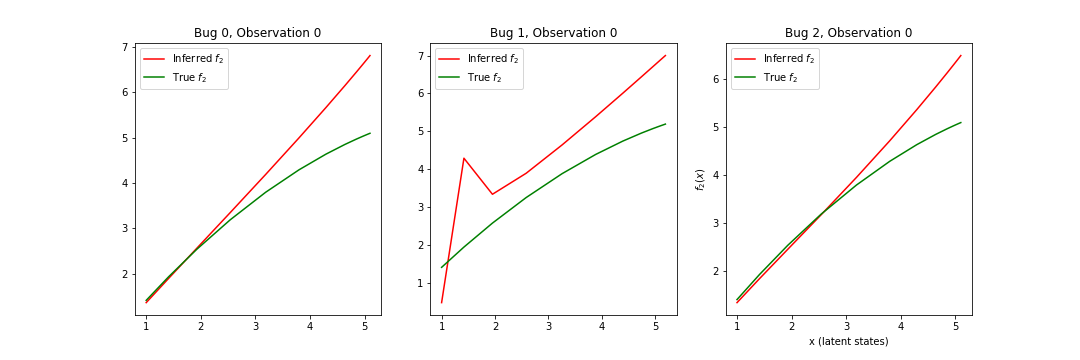 Bug 0, Observation 0
Inferred f₂
True f₂
7
6
5
4
3
2
1 2 3 4 5
Bug 1, Observation 0
Inferred f₂
True f₂
7
6
5
4
3
2
1
1 2 3 4 5
Bug 2, Observation 0
Inferred f₂
True f₂
f₂(x)
6
5
4
3
2
1 2 3 4 5
x (latent states)